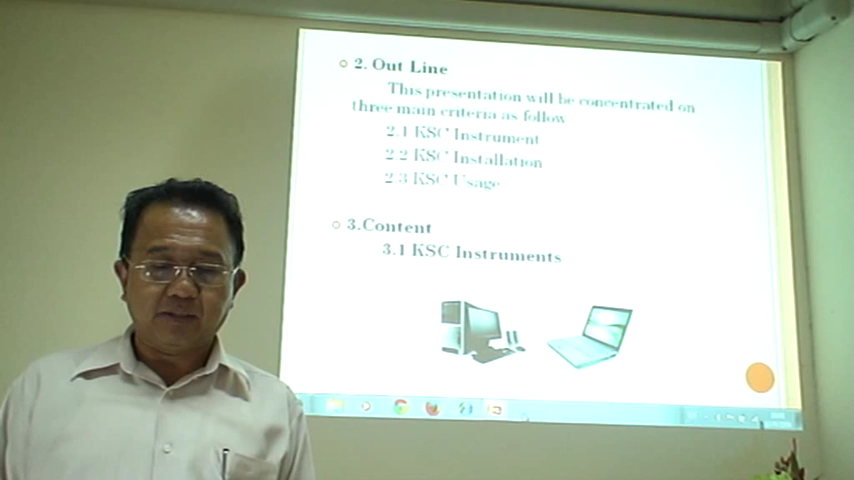 2. Out Line
This presentation will be concentrated on
three main criteria as follow
2.1 KSC Instrument
2.2 KSC Installation
2.3 KSC Usage
3.Content
3.1 KSC Instruments